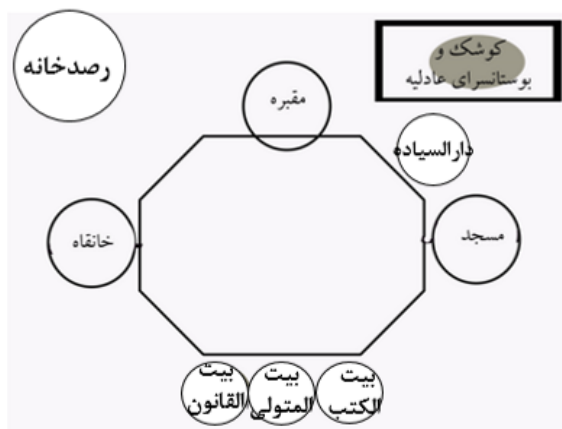 رصدخانه
کوشک و
بوستانسرای عادلیه
مقبره
دارالسیاده
خانقاه
مسجد
بیت
الکتب
بیت
المتولی
بیت
القانون